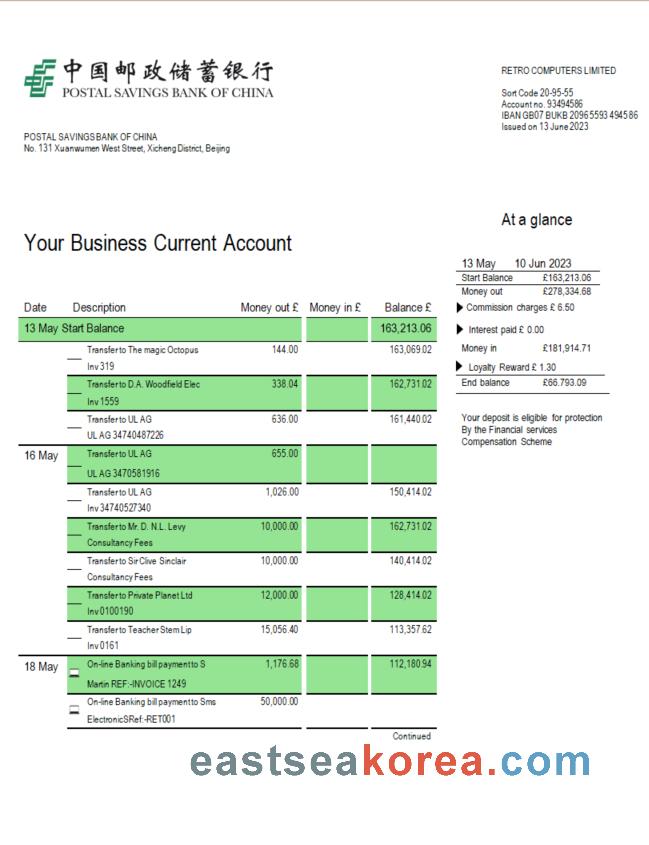 中国邮政储蓄银行
POSTAL SAVINGS BANK OF CHINA
RETRO COMPUTERS LIMITED
Sort Code 20-95-55
Account no. 93494586
IBAN GB07 BUKB 20965593 494586
Issued on 13 June 2023
POSTAL SAVINGS BANK OF CHINA
No. 131 Xuanwumen West Street, Xicheng District, Beijing
At a glance
Your Business Current Account
13 May 10 Jun 2023
Start Balance £163,213.06
Money out £278,334.68
Commission charges £ 6.50
Interest paid £ 0.00
Money in £181,914.71
Loyalty Reward £ 1.30
End balance £66.793.09
Your deposit is eligible for protection
By the Financial services
Compensation Scheme
Date Description Money out £ Money in £ Balance £
13 May Start Balance 163,213.06
Transfer to The magic Octopus 144.00 163,069.02
Inv 319
Transfer to D.A. Woodfield Elec 338.04 162,731.02
Inv 1559
Transfer to UL AG 636.00 161,440.02
UL AG 34740487226
16 May Transfer to UL AG 655.00
UL AG 3470581916
Transfer to UL AG 1,026.00 150,414.02
Inv 34740527340
Transfer to Mr. D. N.L. Levy 10,000.00 162,731.02
Consultancy Fees
Transfer to Sir Clive Sinclair 10,000.00 140,414.02
Consultancy Fees
Transfer to Private Planet Ltd 12,000.00 128,414.02
Inv 0100190
Transfer to Teacher Stem Lip 15,056.40 113,357.62
Inv 0161
18 May On-line Banking bill payment to S 1,176.68 112,180.94
Martin REF:-INVOICE 1249
On-line Banking bill payment to Sms 50,000.00
ElectronicSRef:-RET001
Continued
eastseakorea.com